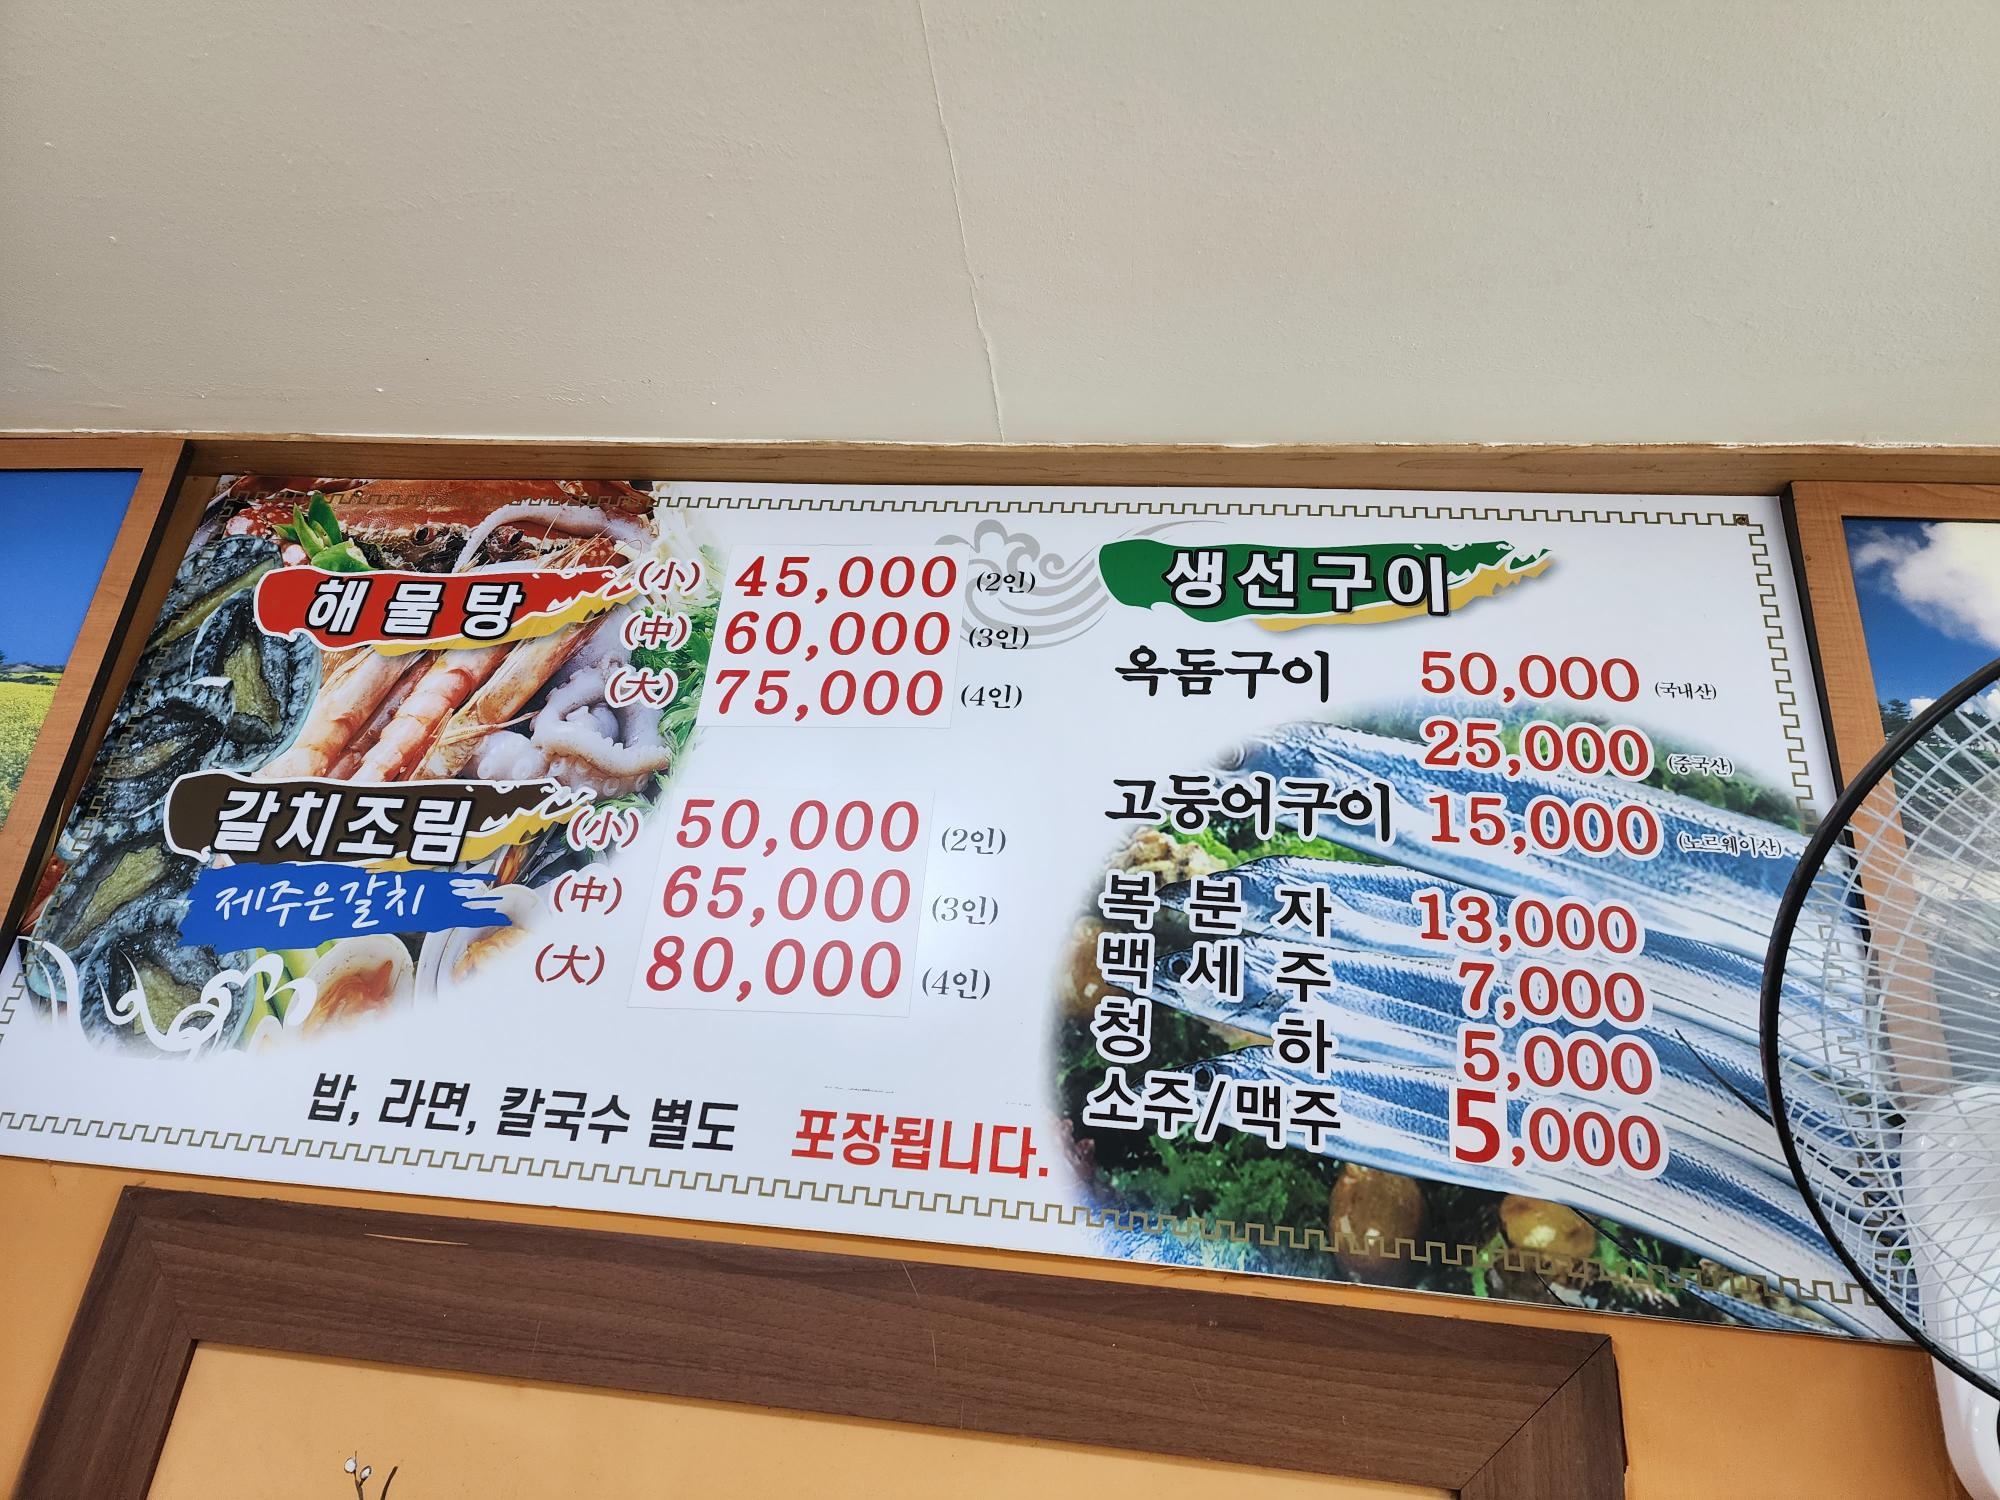 해물탕
(小) 45,000 (2인)
(中) 60,000 (3인)
(大) 75,000 (4인)
갈치조림
제주은갈치
(小) 50,000 (2인)
(中) 65,000 (3인)
(大) 80,000 (4인)
밥, 라면, 칼국수 별도 포장됩니다.
생선구이
옥돔구이 50,000 (국내산)
25,000 (중국산)
고등어구이 15,000 (노르웨이산)
복분자 13,000
백세주 7,000
청하 5,000
소주/맥주 5,000